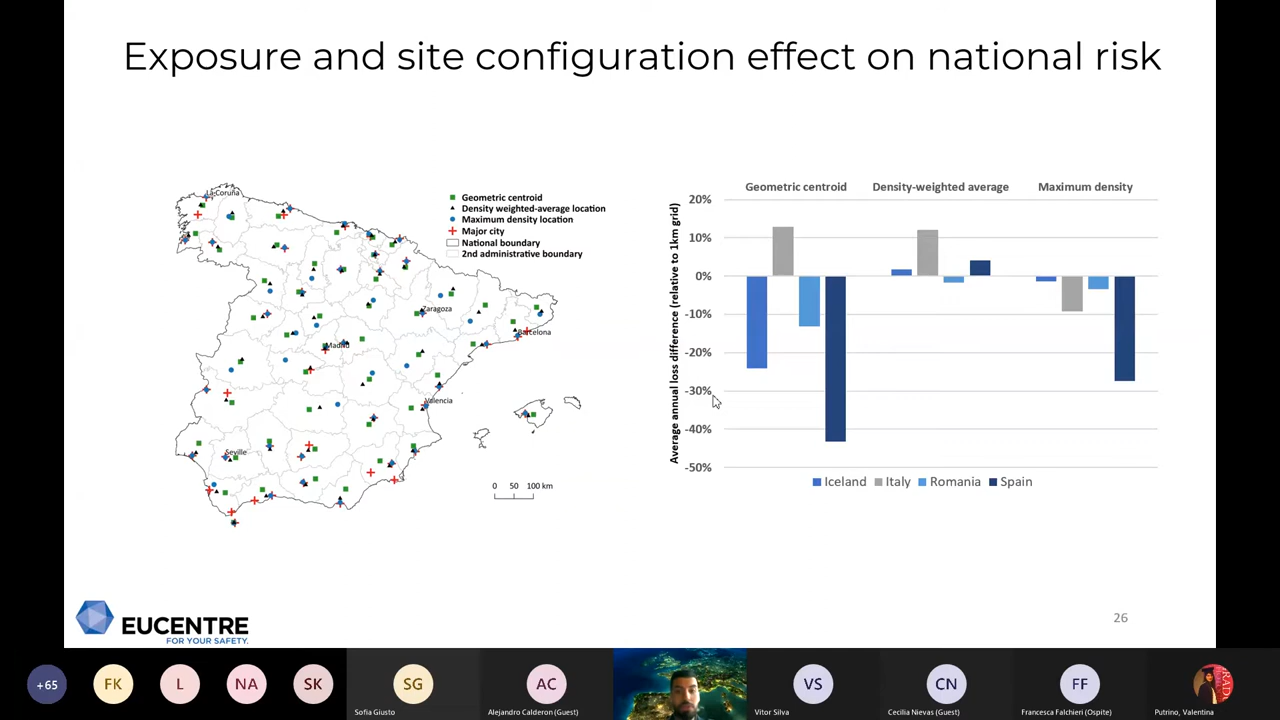 Exposure and site configuration effect on national risk
La Coruna
Zaragoza
Barcelona
Madrid
Valencia
Seville
Geometric centroid
Density weighted-average location
Maximum density location
Major city
National boundary
2nd administrative boundary
0 50 100 km
Geometric centroid Density-weighted average Maximum density
Average annual loss difference (relative to 1km grid)
20%
10%
0%
-10%
-20%
-30%
-40%
-50%
Iceland Italy Romania Spain
EUCENTRE
FOR YOUR SAFETY.
26
+65 FK L NA SK SG AC VS CN FF
Sofia Giusto Alejandro Calderon (Guest) Vitor Silva Cecilia Nievas (Guest) Francesca Falchieri (Ospite) Putrino, Valentina